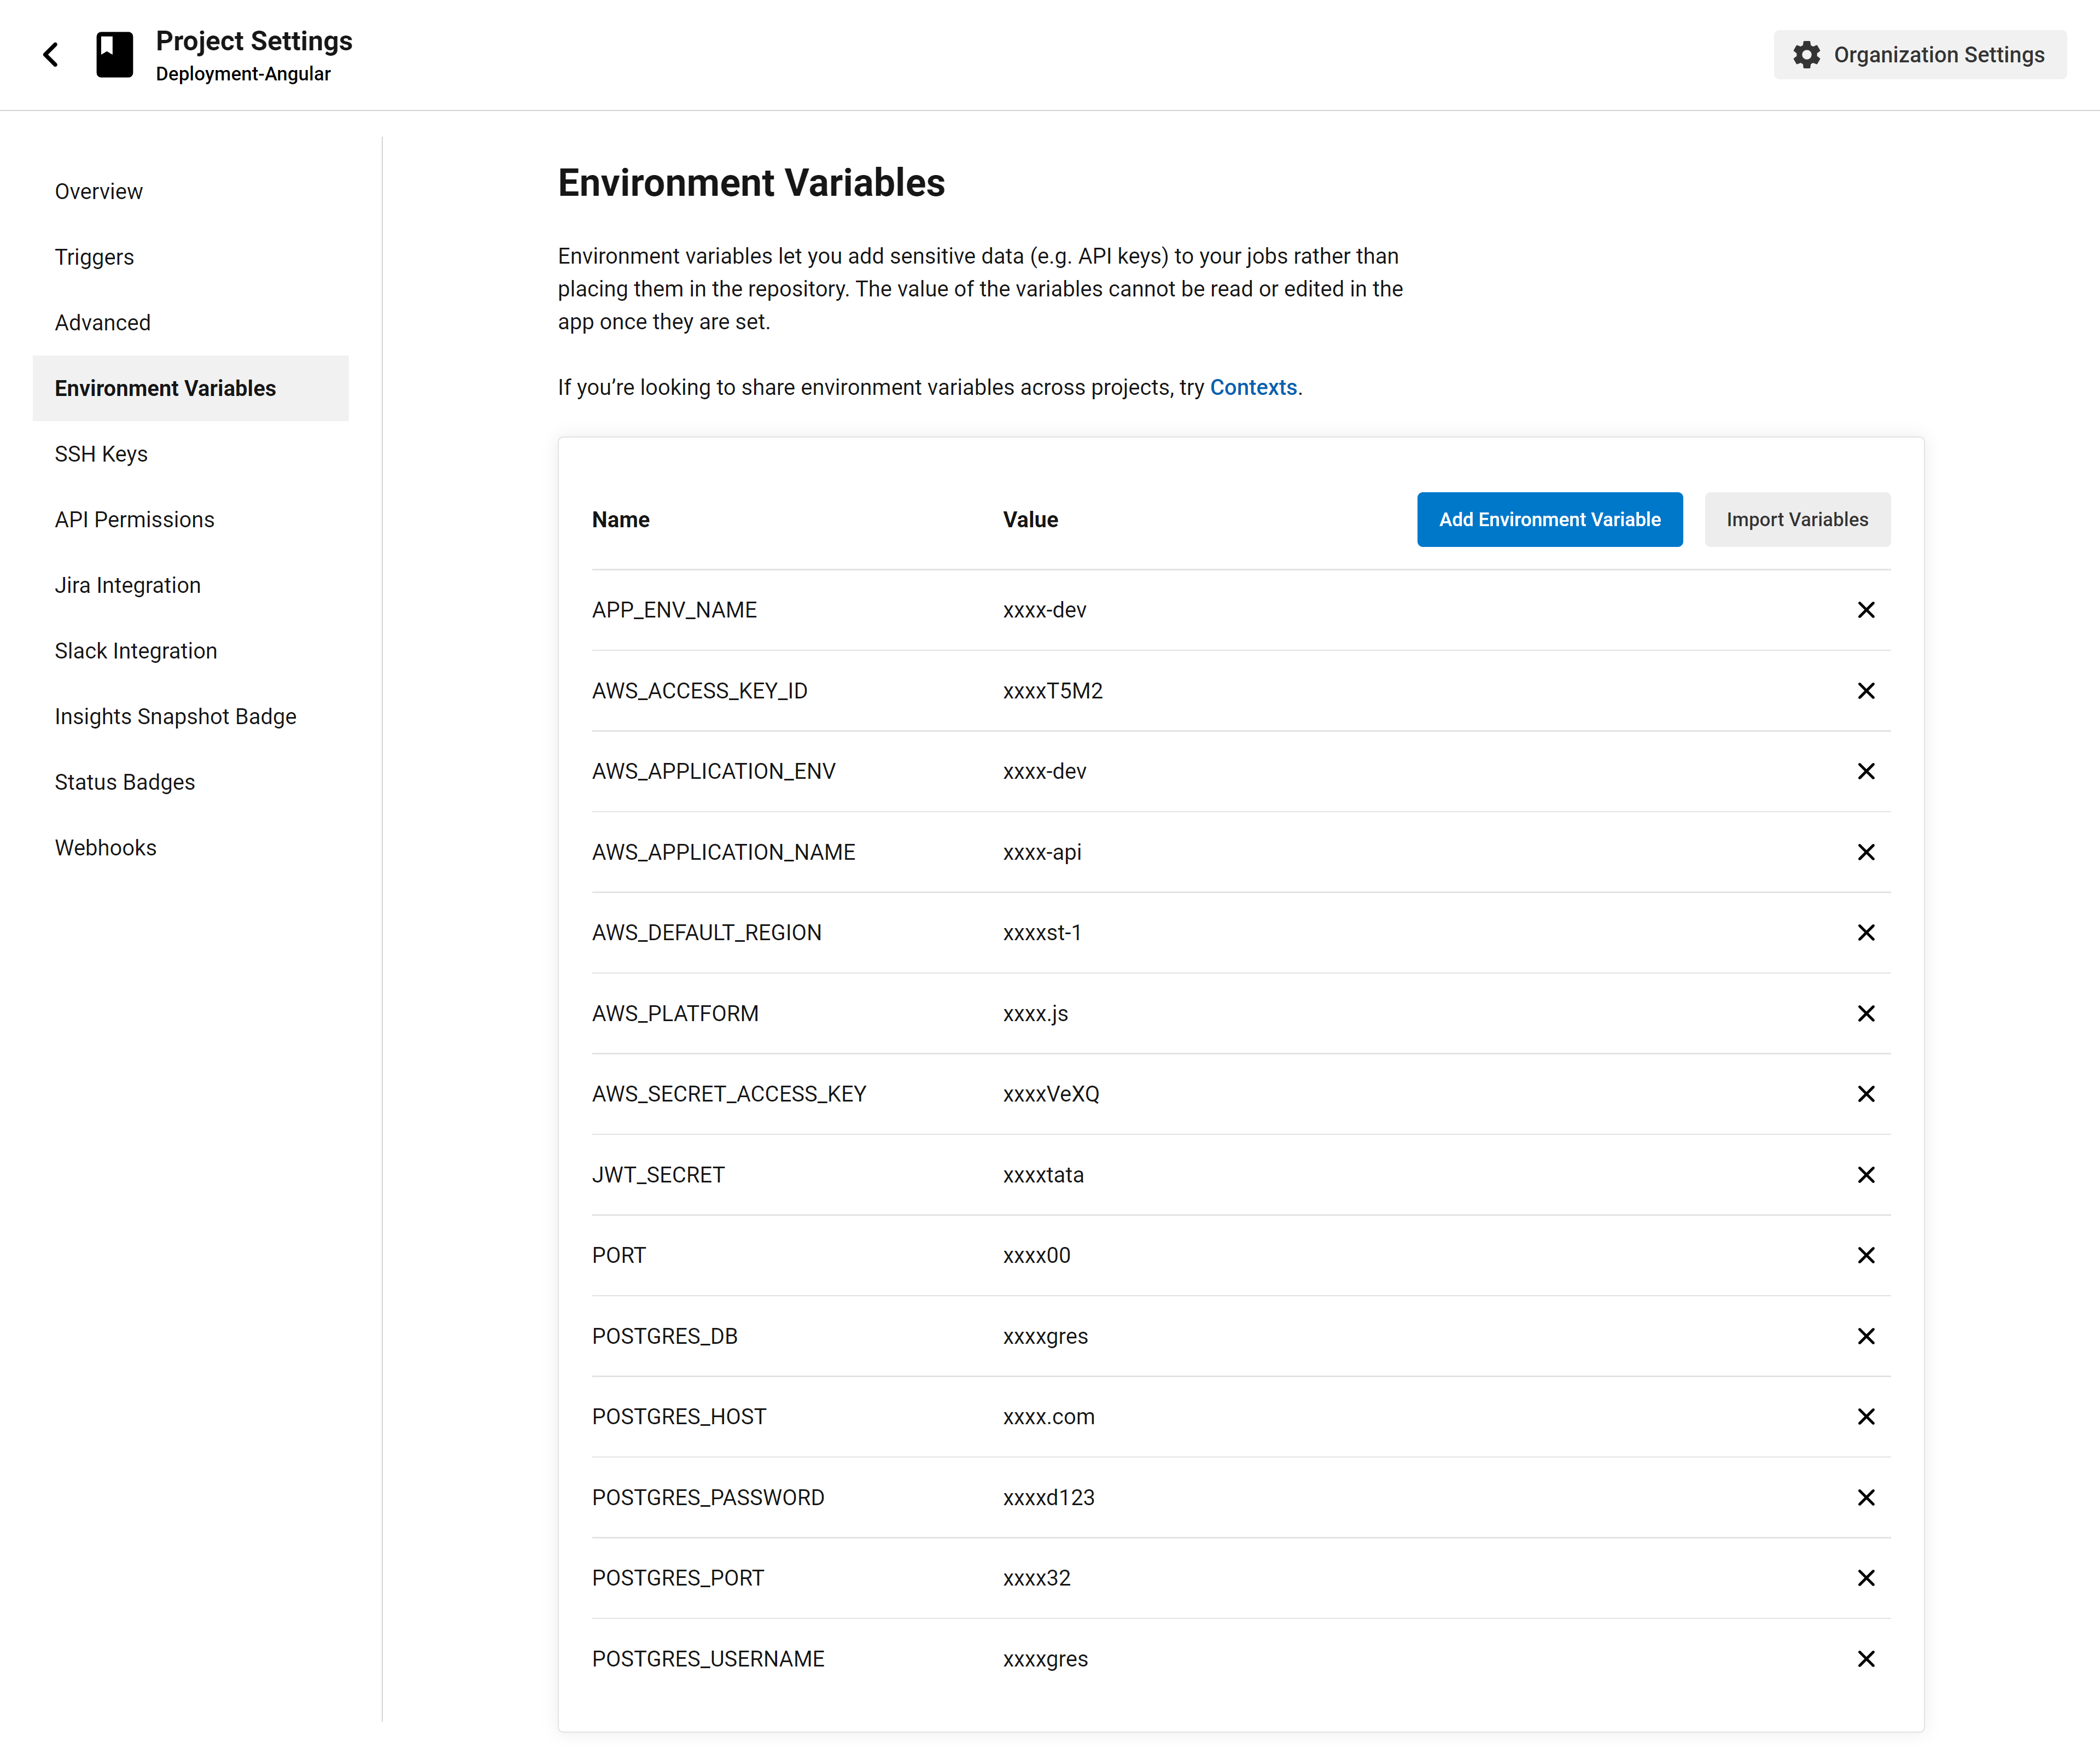 Project Settings
Deployment-Angular
Organization Settings
Overview
Triggers
Advanced
Environment Variables
SSH Keys
API Permissions
Jira Integration
Slack Integration
Insights Snapshot Badge
Status Badges
Webhooks
Environment Variables
Environment variables let you add sensitive data (e.g. API keys) to your jobs rather than
placing them in the repository. The value of the variables cannot be read or edited in the
app once they are set.
If you’re looking to share environment variables across projects, try Contexts.
Name Value Add Environment Variable Import Variables
APP_ENV_NAME xxxx-dev
AWS_ACCESS_KEY_ID xxxxT5M2
AWS_APPLICATION_ENV xxxx-dev
AWS_APPLICATION_NAME xxxx-api
AWS_DEFAULT_REGION xxxxst-1
AWS_PLATFORM xxxx.js
AWS_SECRET_ACCESS_KEY xxxxVeXQ
JWT_SECRET xxxxtata
PORT xxxx00
POSTGRES_DB xxxxgres
POSTGRES_HOST xxxx.com
POSTGRES_PASSWORD xxxxd123
POSTGRES_PORT xxxx32
POSTGRES_USERNAME xxxxgres